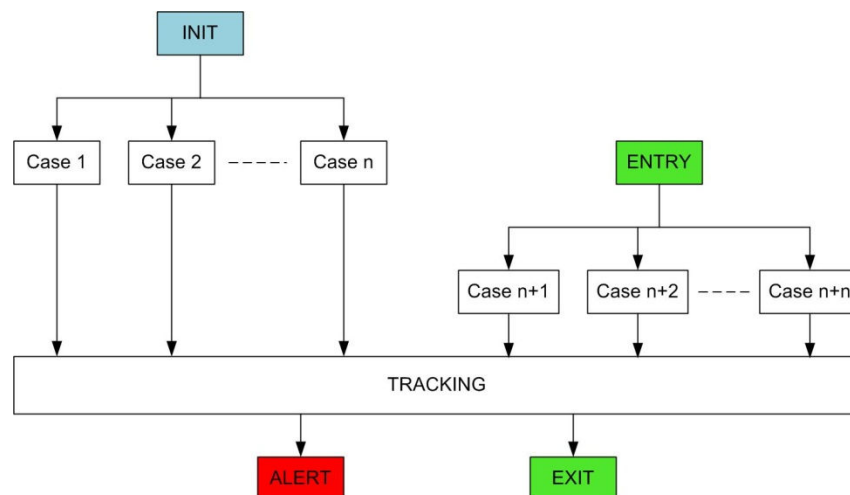 INIT
Case 1
Case 2
Case n
ENTRY
Case n+1
Case n+2
Case n+n
TRACKING
ALERT
EXIT